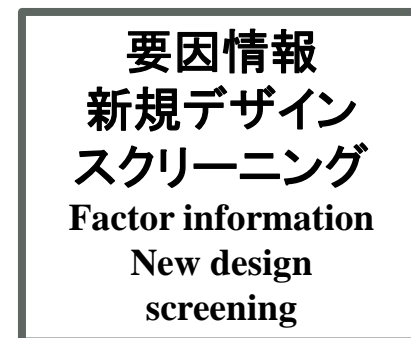 要因情報
新規デザイン
スクリーニング
Factor information
New design
screening